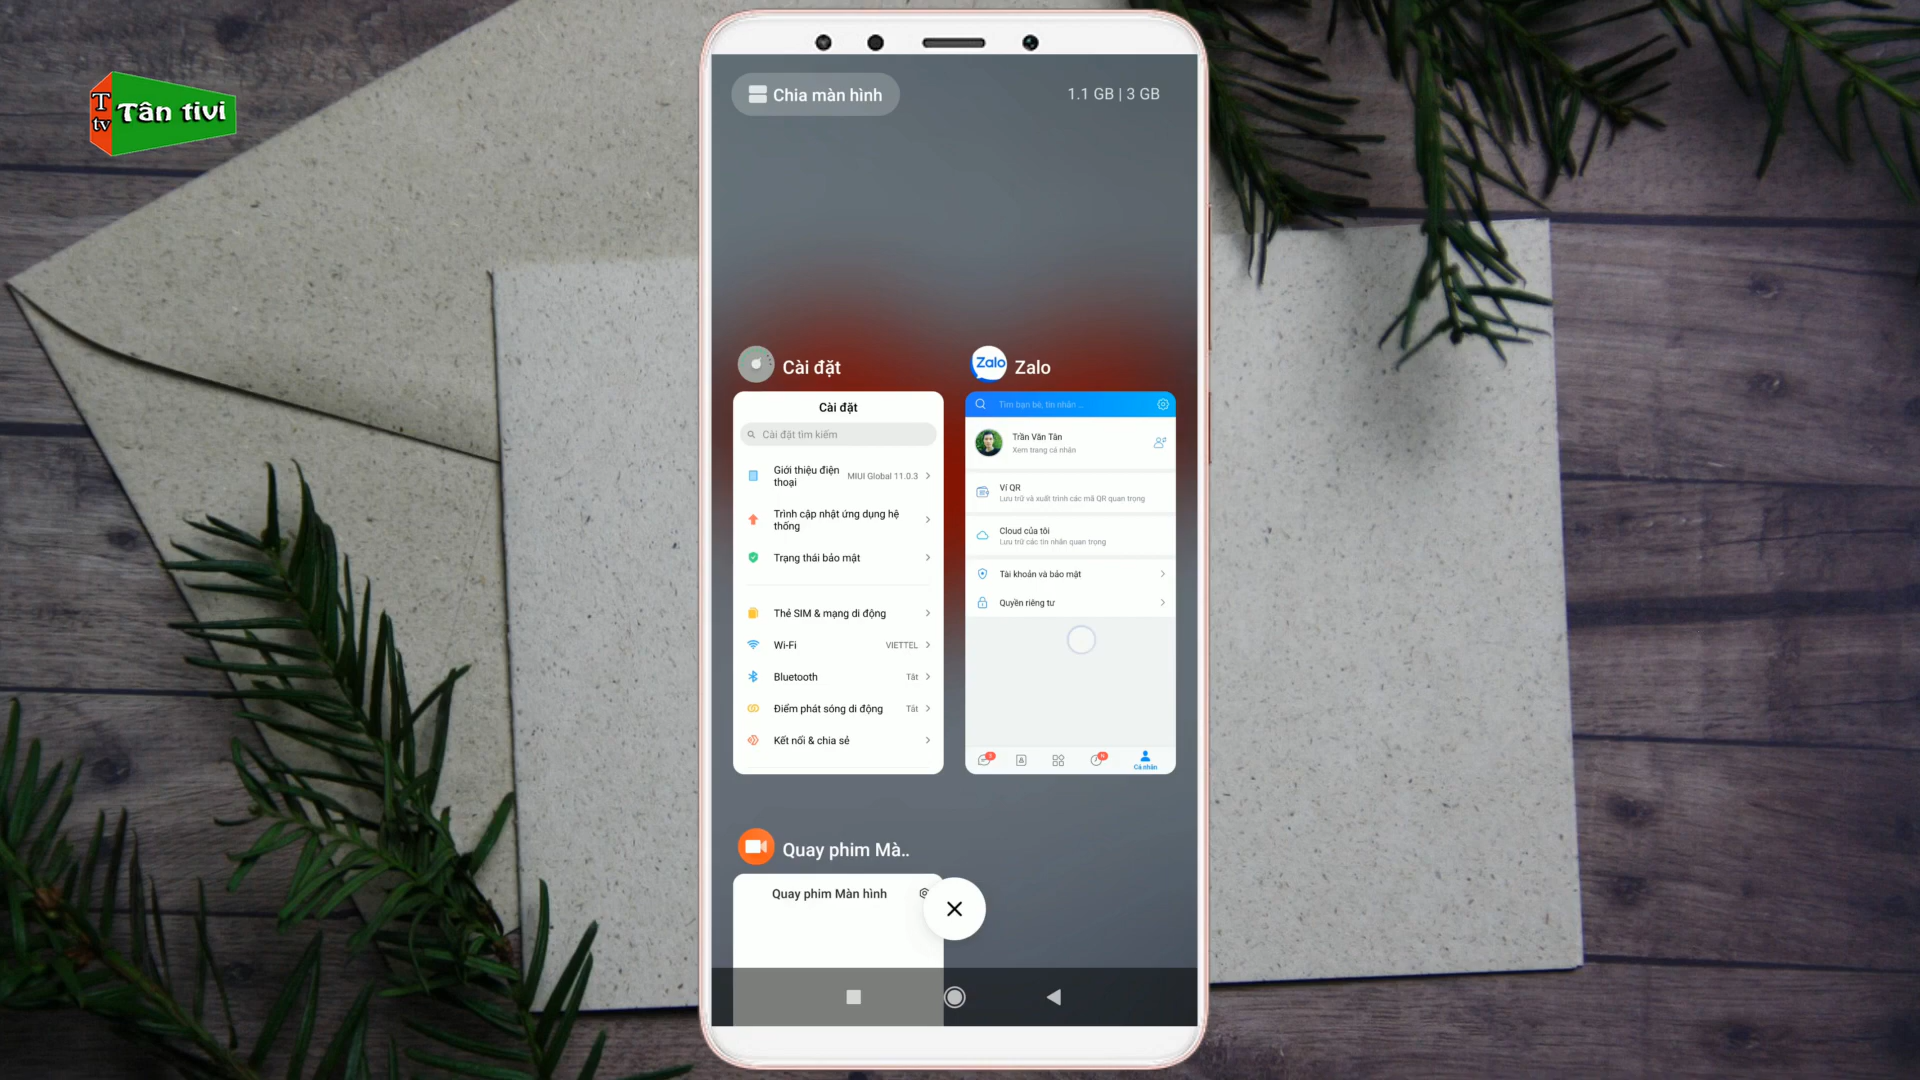 T
tv
Tân tivi
Chia màn hình
1.1 GB | 3 GB
Cài đặt
Zalo
Zalo
Cài đặt
Cài đặt tìm kiếm
Giới thiệu điện
thoại
MIUI Global 11.0.3
Trình cập nhật ứng dụng hệ
thống
Trạng thái bảo mật
Thẻ SIM & mạng di động
Wi-Fi
VIETTEL
Bluetooth
Tắt
Điểm phát sóng di động
Tắt
Kết nối & chia sẻ
Tìm bạn bè, tin nhắn ...
Trần Văn Tân
Xem trang cá nhân
Ví QR
Lưu trữ và xuất trình các mã QR quan trọng
Cloud của tôi
Lưu trữ các tin nhắn quan trọng
Tài khoản và bảo mật
Quyền riêng tư
N
Cá nhân
Quay phim Mà..
Quay phim Màn hình